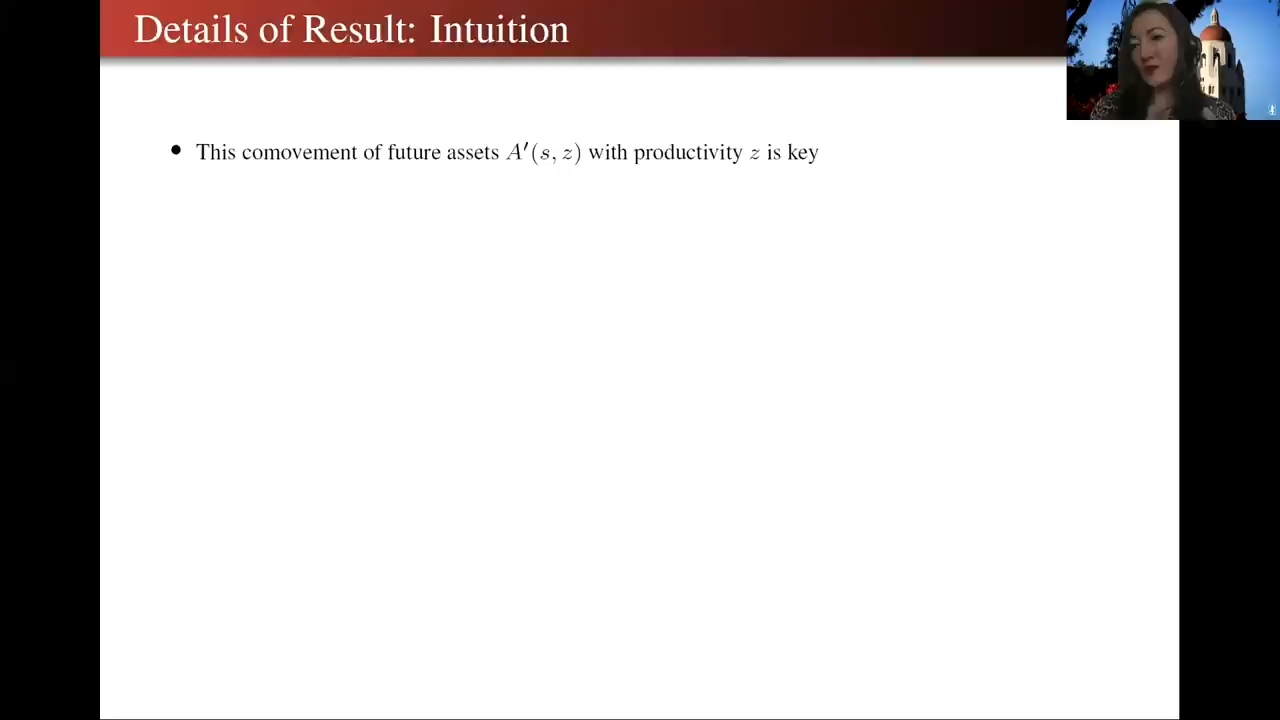 Details of Result: Intuition
• This comovement of future assets A′(s, z) with productivity z is key